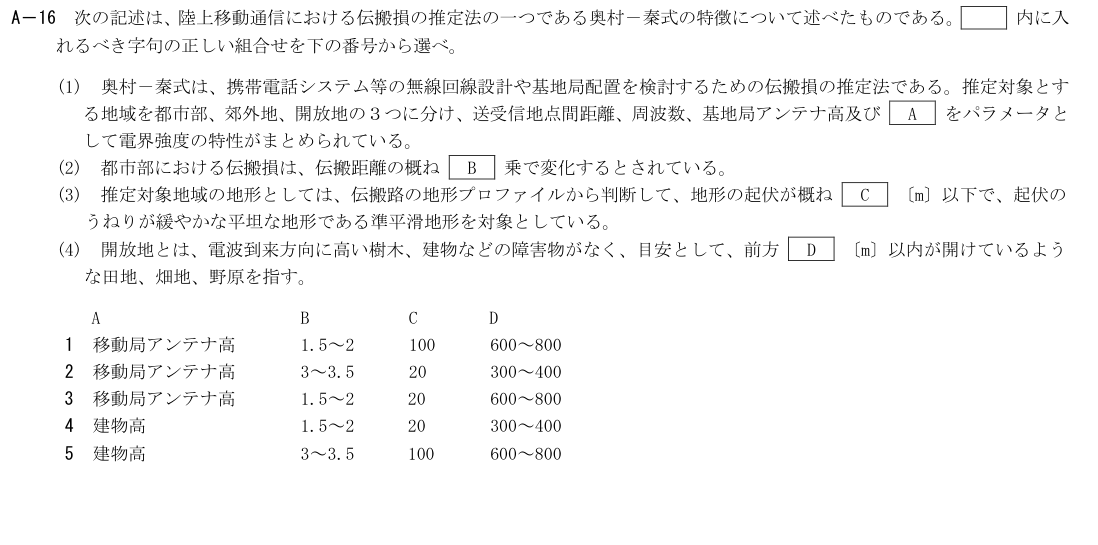 A－16 次の記述は、陸上移動通信における伝搬損の推定法の一つである奥村－秦式の特徴について述べたものである。 内に入
れるべき字句の正しい組合せを下の番号から選べ。
(1) 奥村－秦式は、携帯電話システム等の無線回線設計や基地局配置を検討するための伝搬損の推定法である。推定対象とす
る地域を都市部、郊外地、開放地の３つに分け、送受信地点間距離、周波数、基地局アンテナ高及び A をパラメータと
して電界強度の特性がまとめられている。
(2) 都市部における伝搬損は、伝搬距離の概ね B 乗で変化するとされている。
(3) 推定対象地域の地形としては、伝搬路の地形プロファイルから判断して、地形の起伏が概ね C 〔m〕以下で、起伏の
うねりが緩やかな平坦な地形である準平滑地形を対象としている。
(4) 開放地とは、電波到来方向に高い樹木、建物などの障害物がなく、目安として、前方 D 〔m〕以内が開けているよう
な田地、畑地、野原を指す。
A B C D
1 移動局アンテナ高 1.5～2 100 600～800
2 移動局アンテナ高 3～3.5 20 300～400
3 移動局アンテナ高 1.5～2 20 600～800
4 建物高 1.5～2 20 300～400
5 建物高 3～3.5 100 600～800